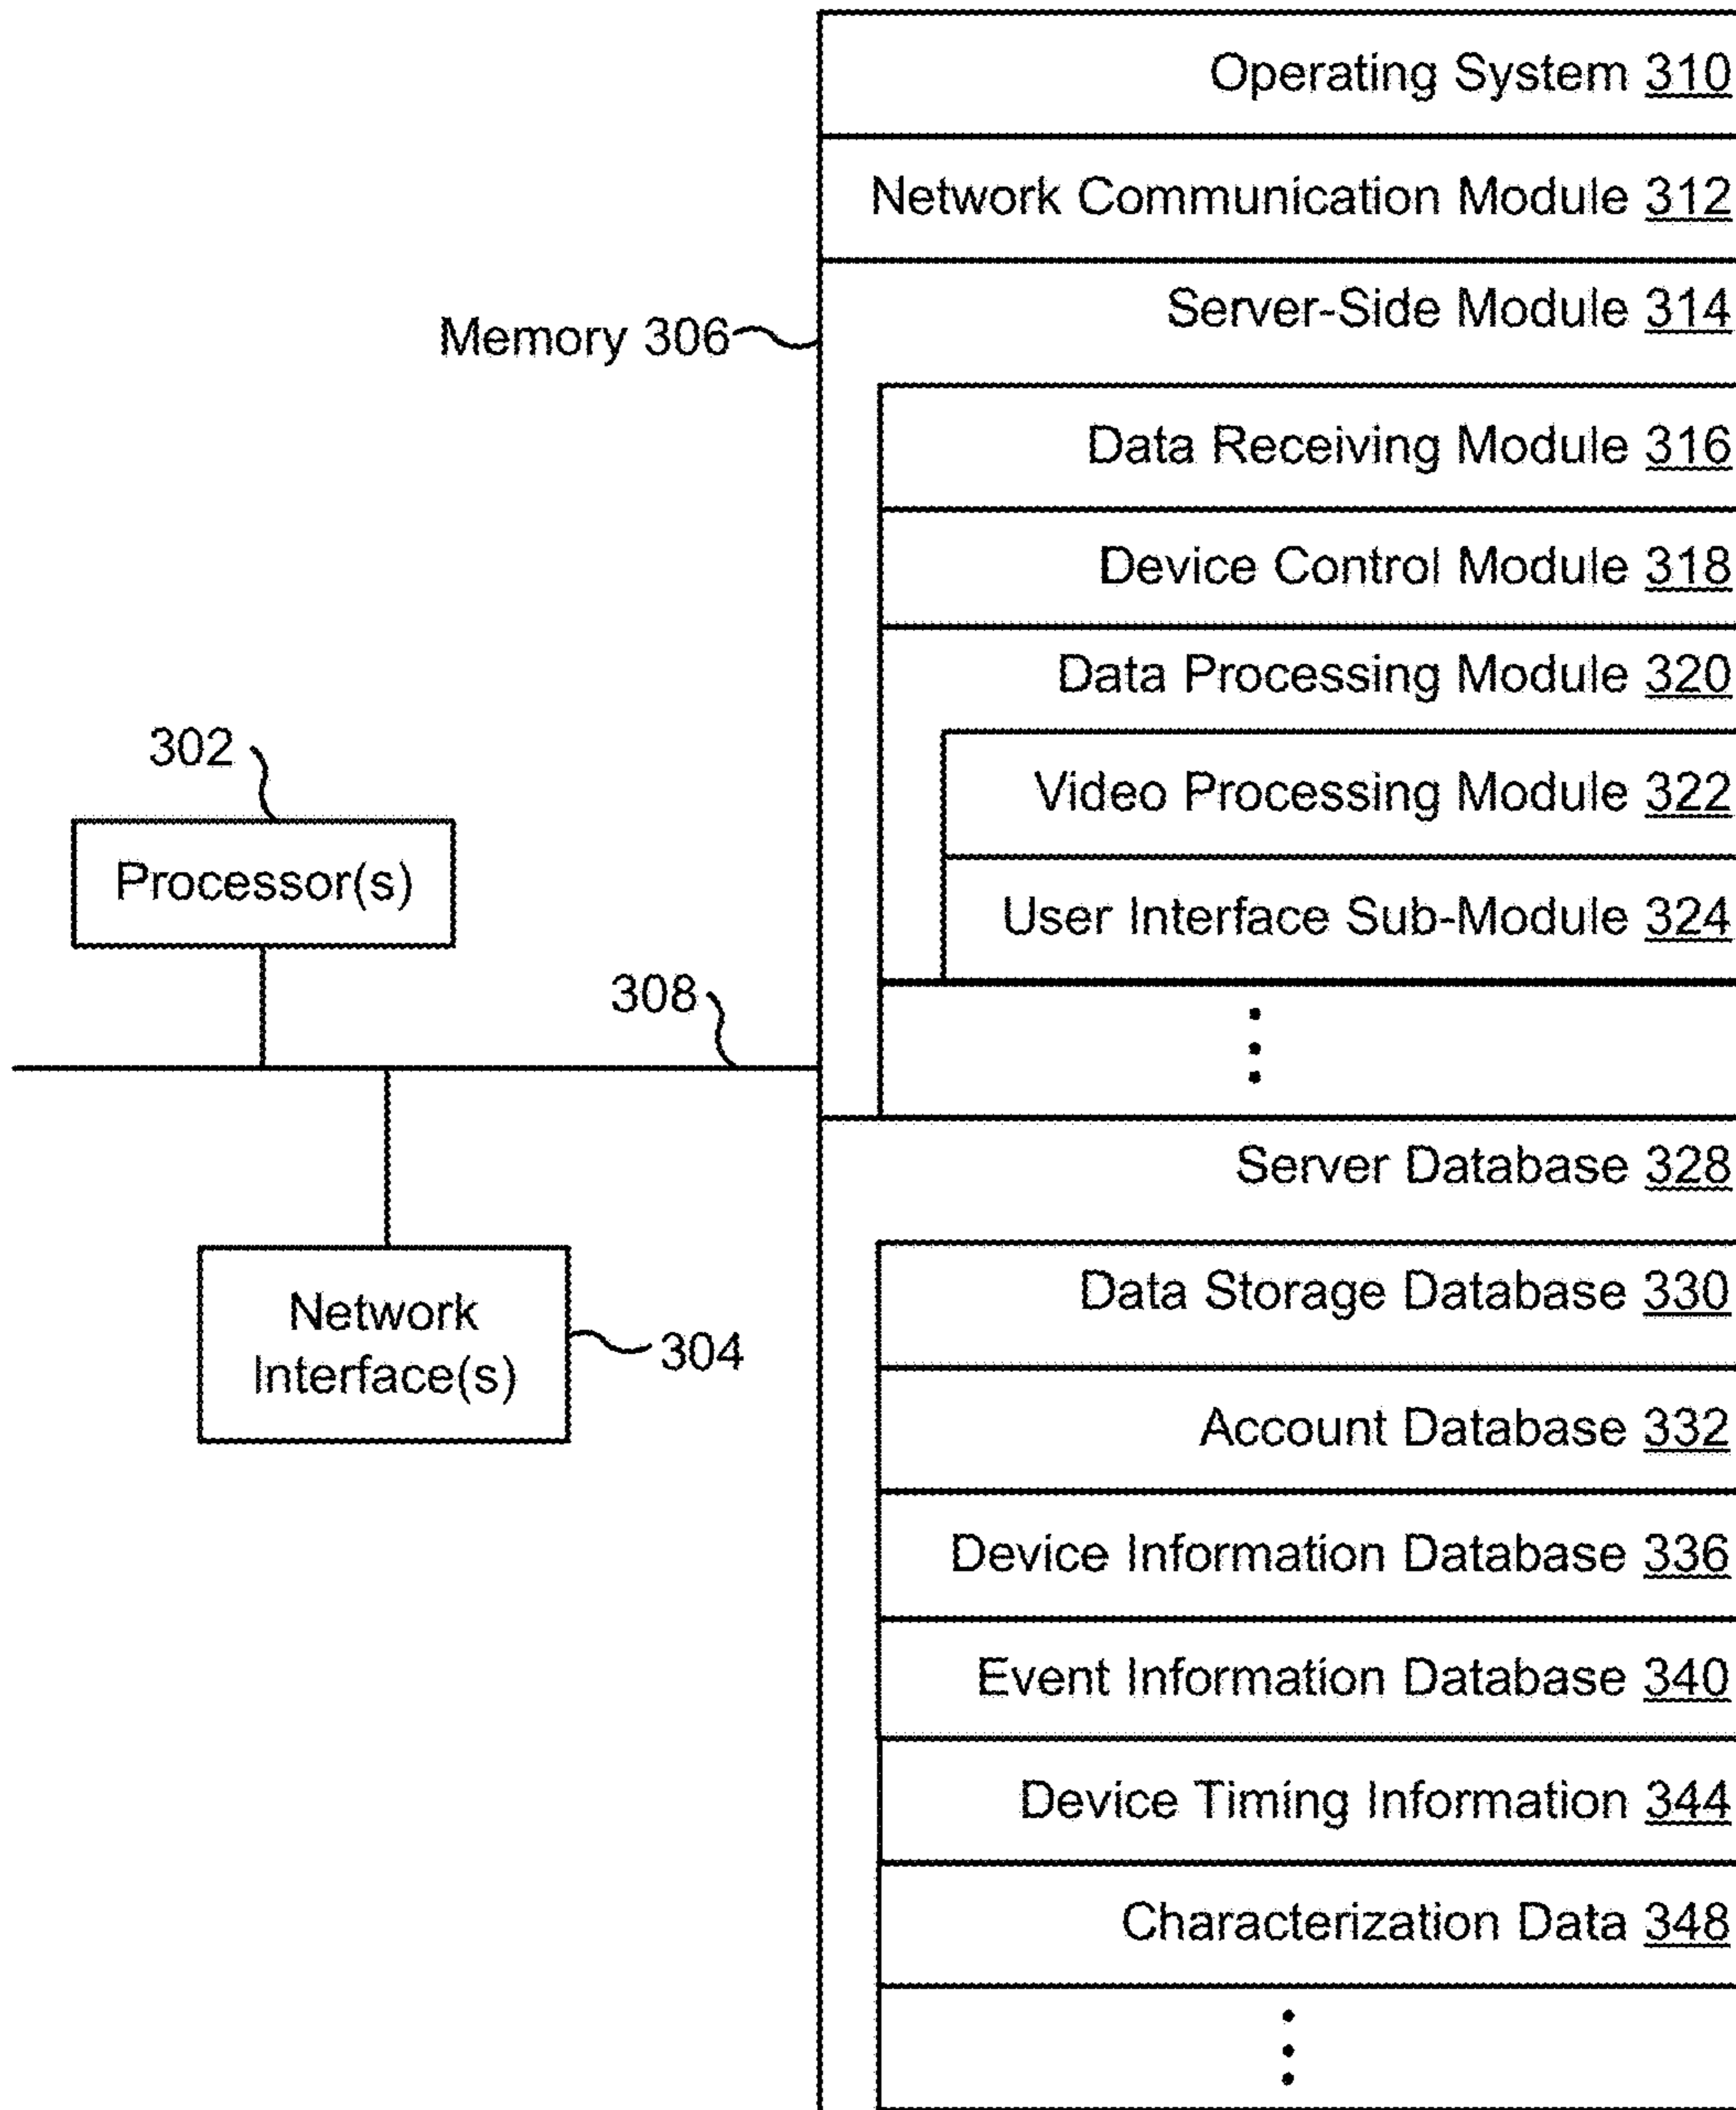 Operating System 310
Network Communication Module 312
Server-Side Module 314
Memory 306
Data Receiving Module 316
Device Control Module 318
Data Processing Module 320
302
Video Processing Module 322
Processor(s)
User Interface Sub-Module 324
308
Server Database 328
Data Storage Database 330
Network
Interface(s)
304
Account Database 332
Device Information Database 336
Event Information Database 340
Device Timing Information 344
Characterization Data 348